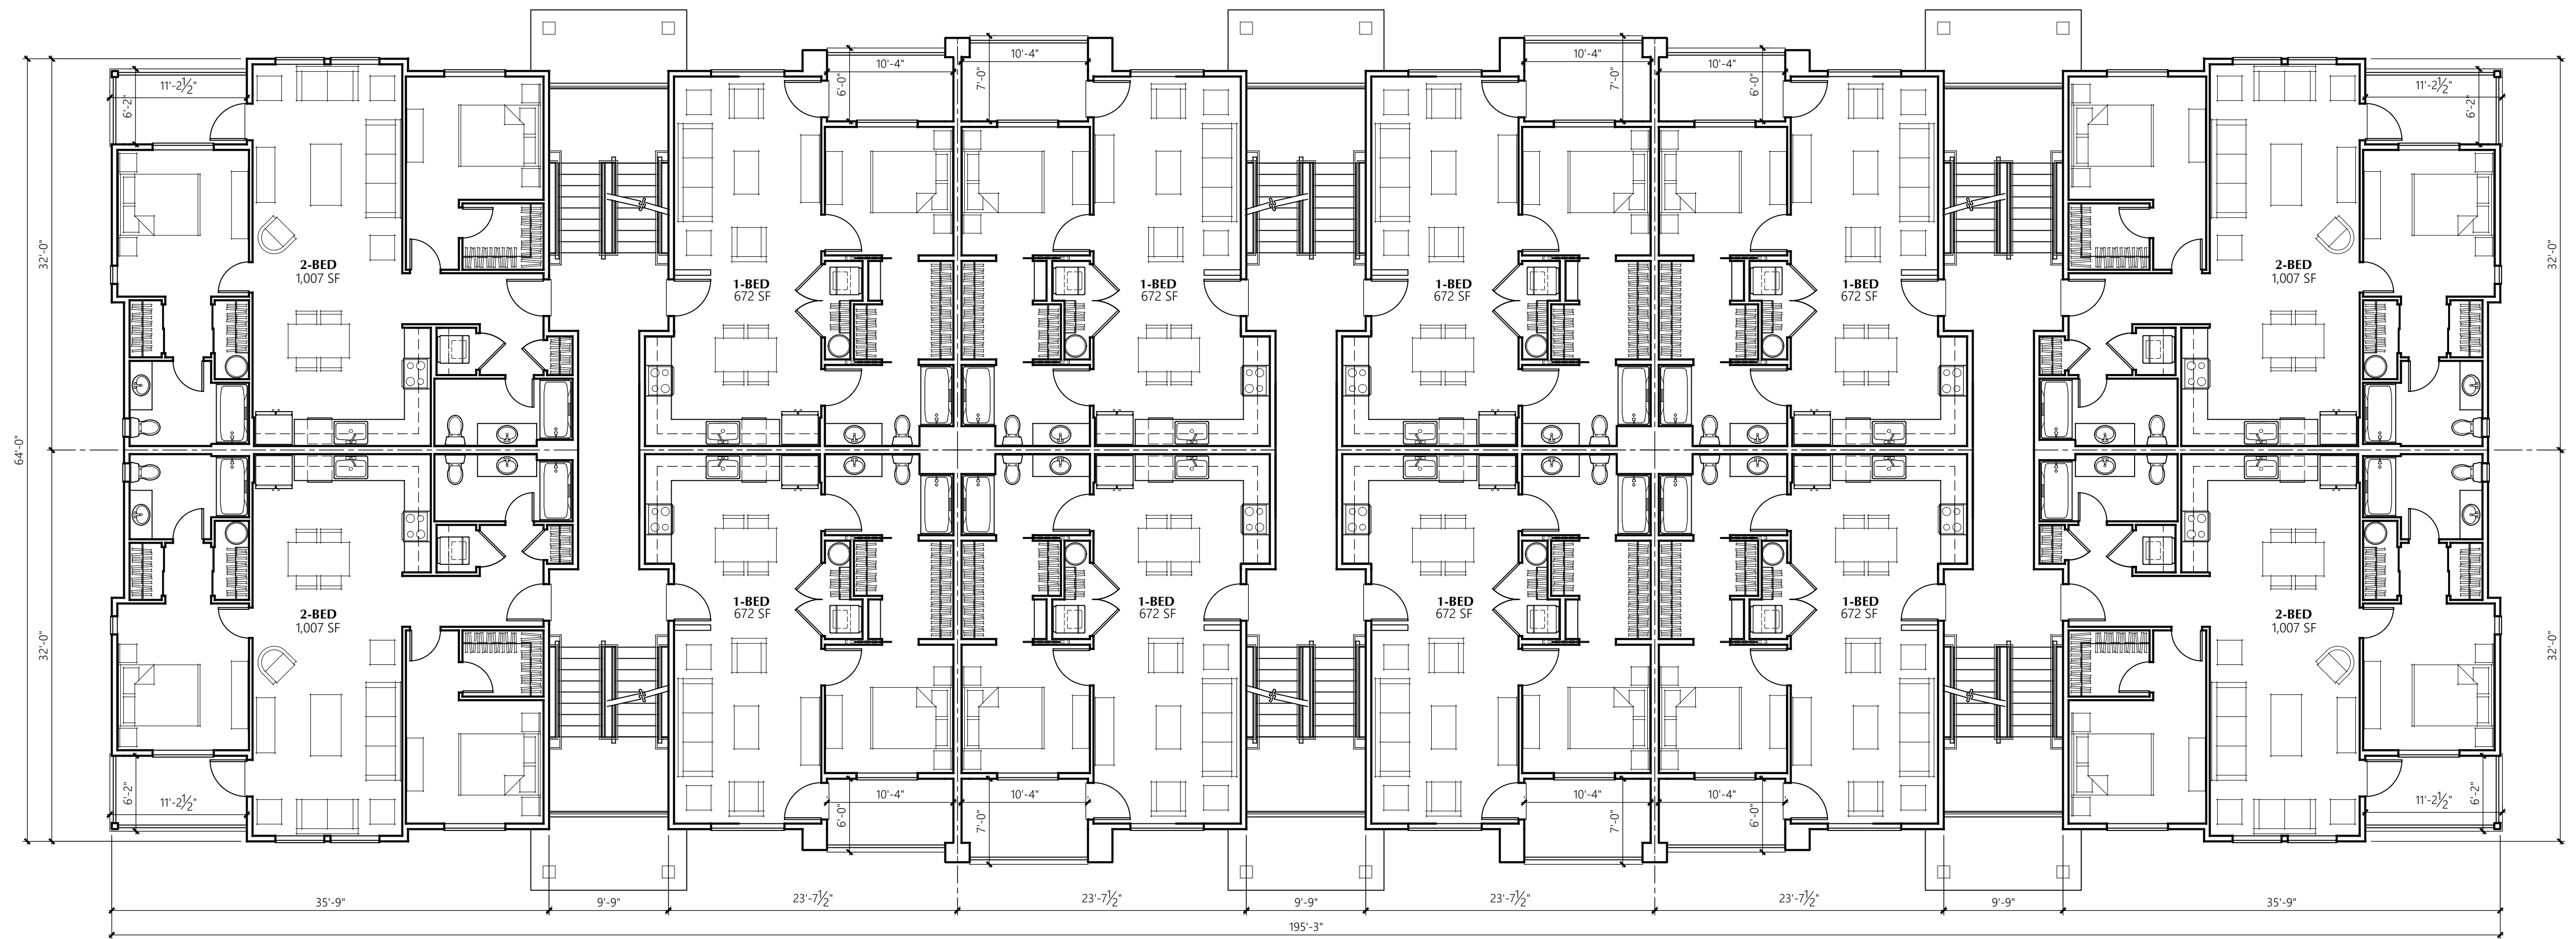 10'-4"
10'-4"
10'-4"
10'-4"
11'-2½"
6'-2"
6'-0"
7'-0"
7'-0"
6'-0"
11'-2½"
6'-2"
32'-0"
32'-0"
2-BED
1,007 SF
1-BED
672 SF
1-BED
672 SF
1-BED
672 SF
1-BED
672 SF
2-BED
1,007 SF
64'-0"
2-BED
1,007 SF
1-BED
672 SF
1-BED
672 SF
1-BED
672 SF
1-BED
672 SF
2-BED
1,007 SF
32'-0"
32'-0"
6'-2"
11'-2½"
10'-4"
6'-0"
10'-4"
7'-0"
10'-4"
7'-0"
10'-4"
6'-0"
11'-2½"
6'-2"
35'-9"
9'-9"
23'-7½"
23'-7½"
9'-9"
23'-7½"
23'-7½"
9'-9"
35'-9"
195'-3"